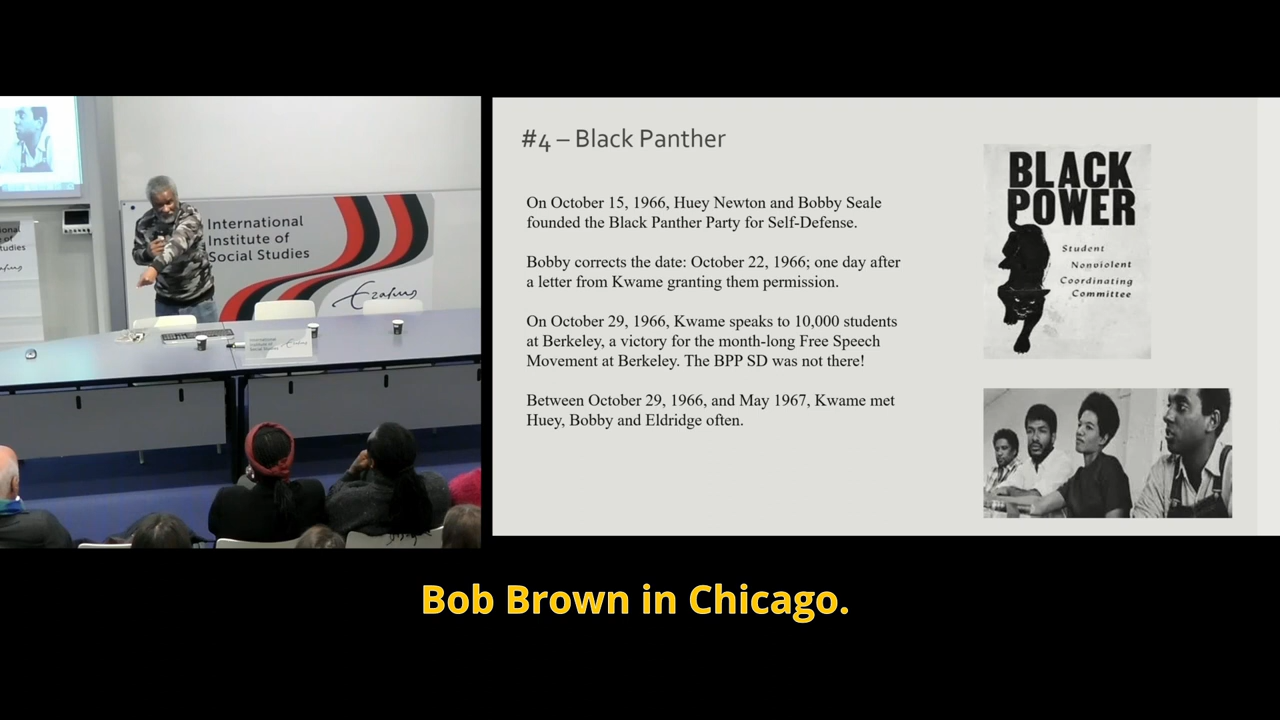 International
Institute of
Social Studies
Erasmus
#4 – Black Panther
On October 15, 1966, Huey Newton and Bobby Seale
founded the Black Panther Party for Self-Defense.
Bobby corrects the date: October 22, 1966; one day after
a letter from Kwame granting them permission.
On October 29, 1966, Kwame speaks to 10,000 students
at Berkeley, a victory for the month-long Free Speech
Movement at Berkeley. The BPP SD was not there!
Between October 29, 1966, and May 1967, Kwame met
Huey, Bobby and Eldridge often.
BLACK
POWER
Student
Nonviolent
Coordinating
Committee
Bob Brown in Chicago.